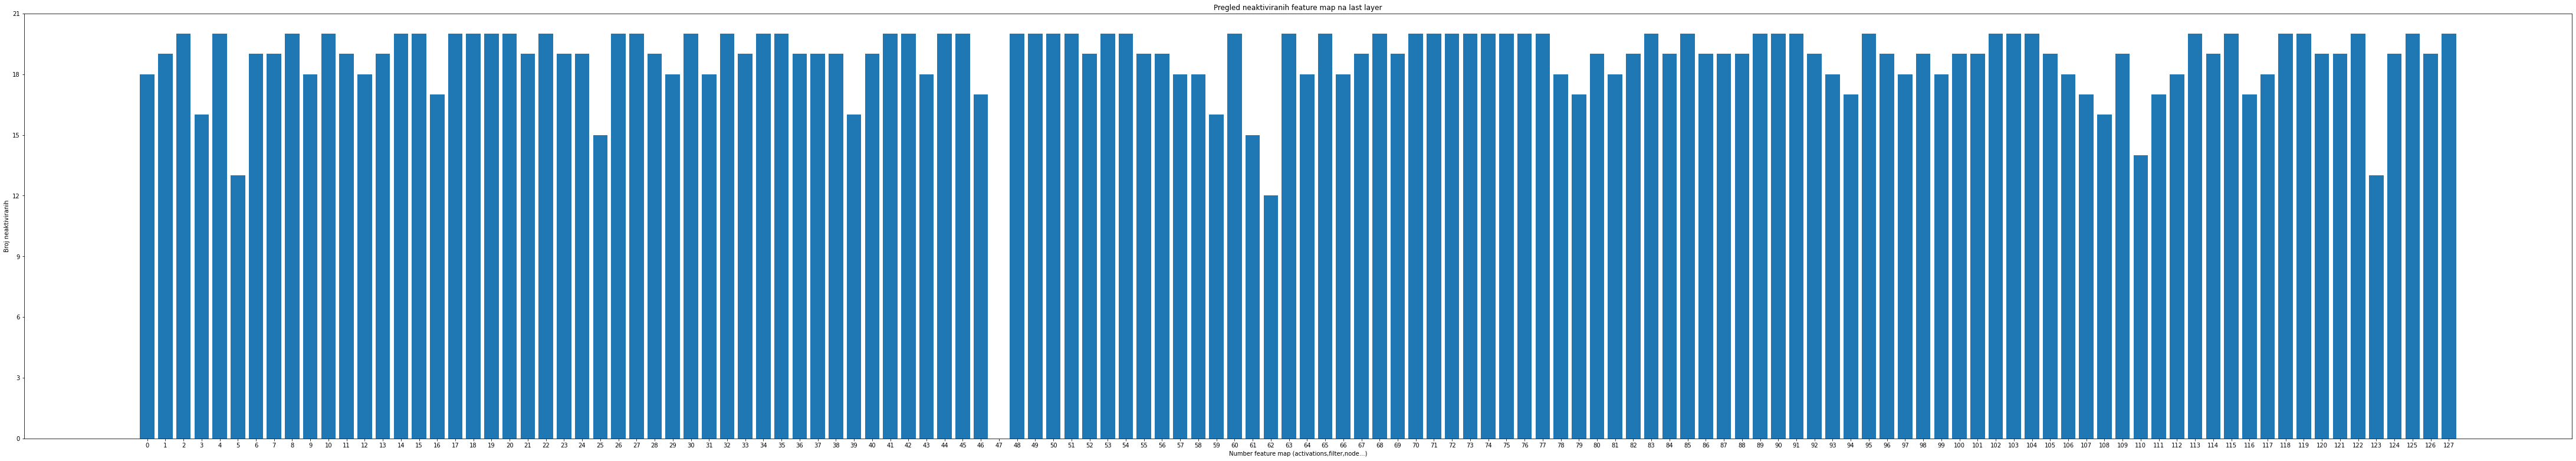 Pregled neaktiviranih feature map na last layer
21
18
15
12
9
6
3
0
Broj neaktiviranih
0 1 2 3 4 5 6 7 8 9 10 11 12 13 14 15 16 17 18 19 20 21 22 23 24 25 26 27 28 29 30 31 32 33 34 35 36 37 38 39 40 41 42 43 44 45 46 47 48 49 50 51 52 53 54 55 56 57 58 59 60 61 62 63 64 65 66 67 68 69 70 71 72 73 74 75 76 77 78 79 80 81 82 83 84 85 86 87 88 89 90 91 92 93 94 95 96 97 98 99 100 101 102 103 104 105 106 107 108 109 110 111 112 113 114 115 116 117 118 119 120 121 122 123 124 125 126 127
Number feature map (activations,filter,node...)